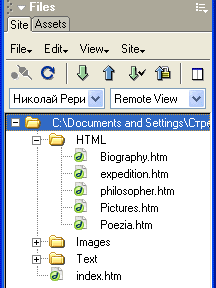 Files
Site Assets
File Edit View Site
Николай Рери Remote View
C:\Documents and Settings\Стре
HTML
Biography.htm
expedition.htm
philosopher.htm
Pictures.htm
Poezia.htm
Images
Text
index.htm